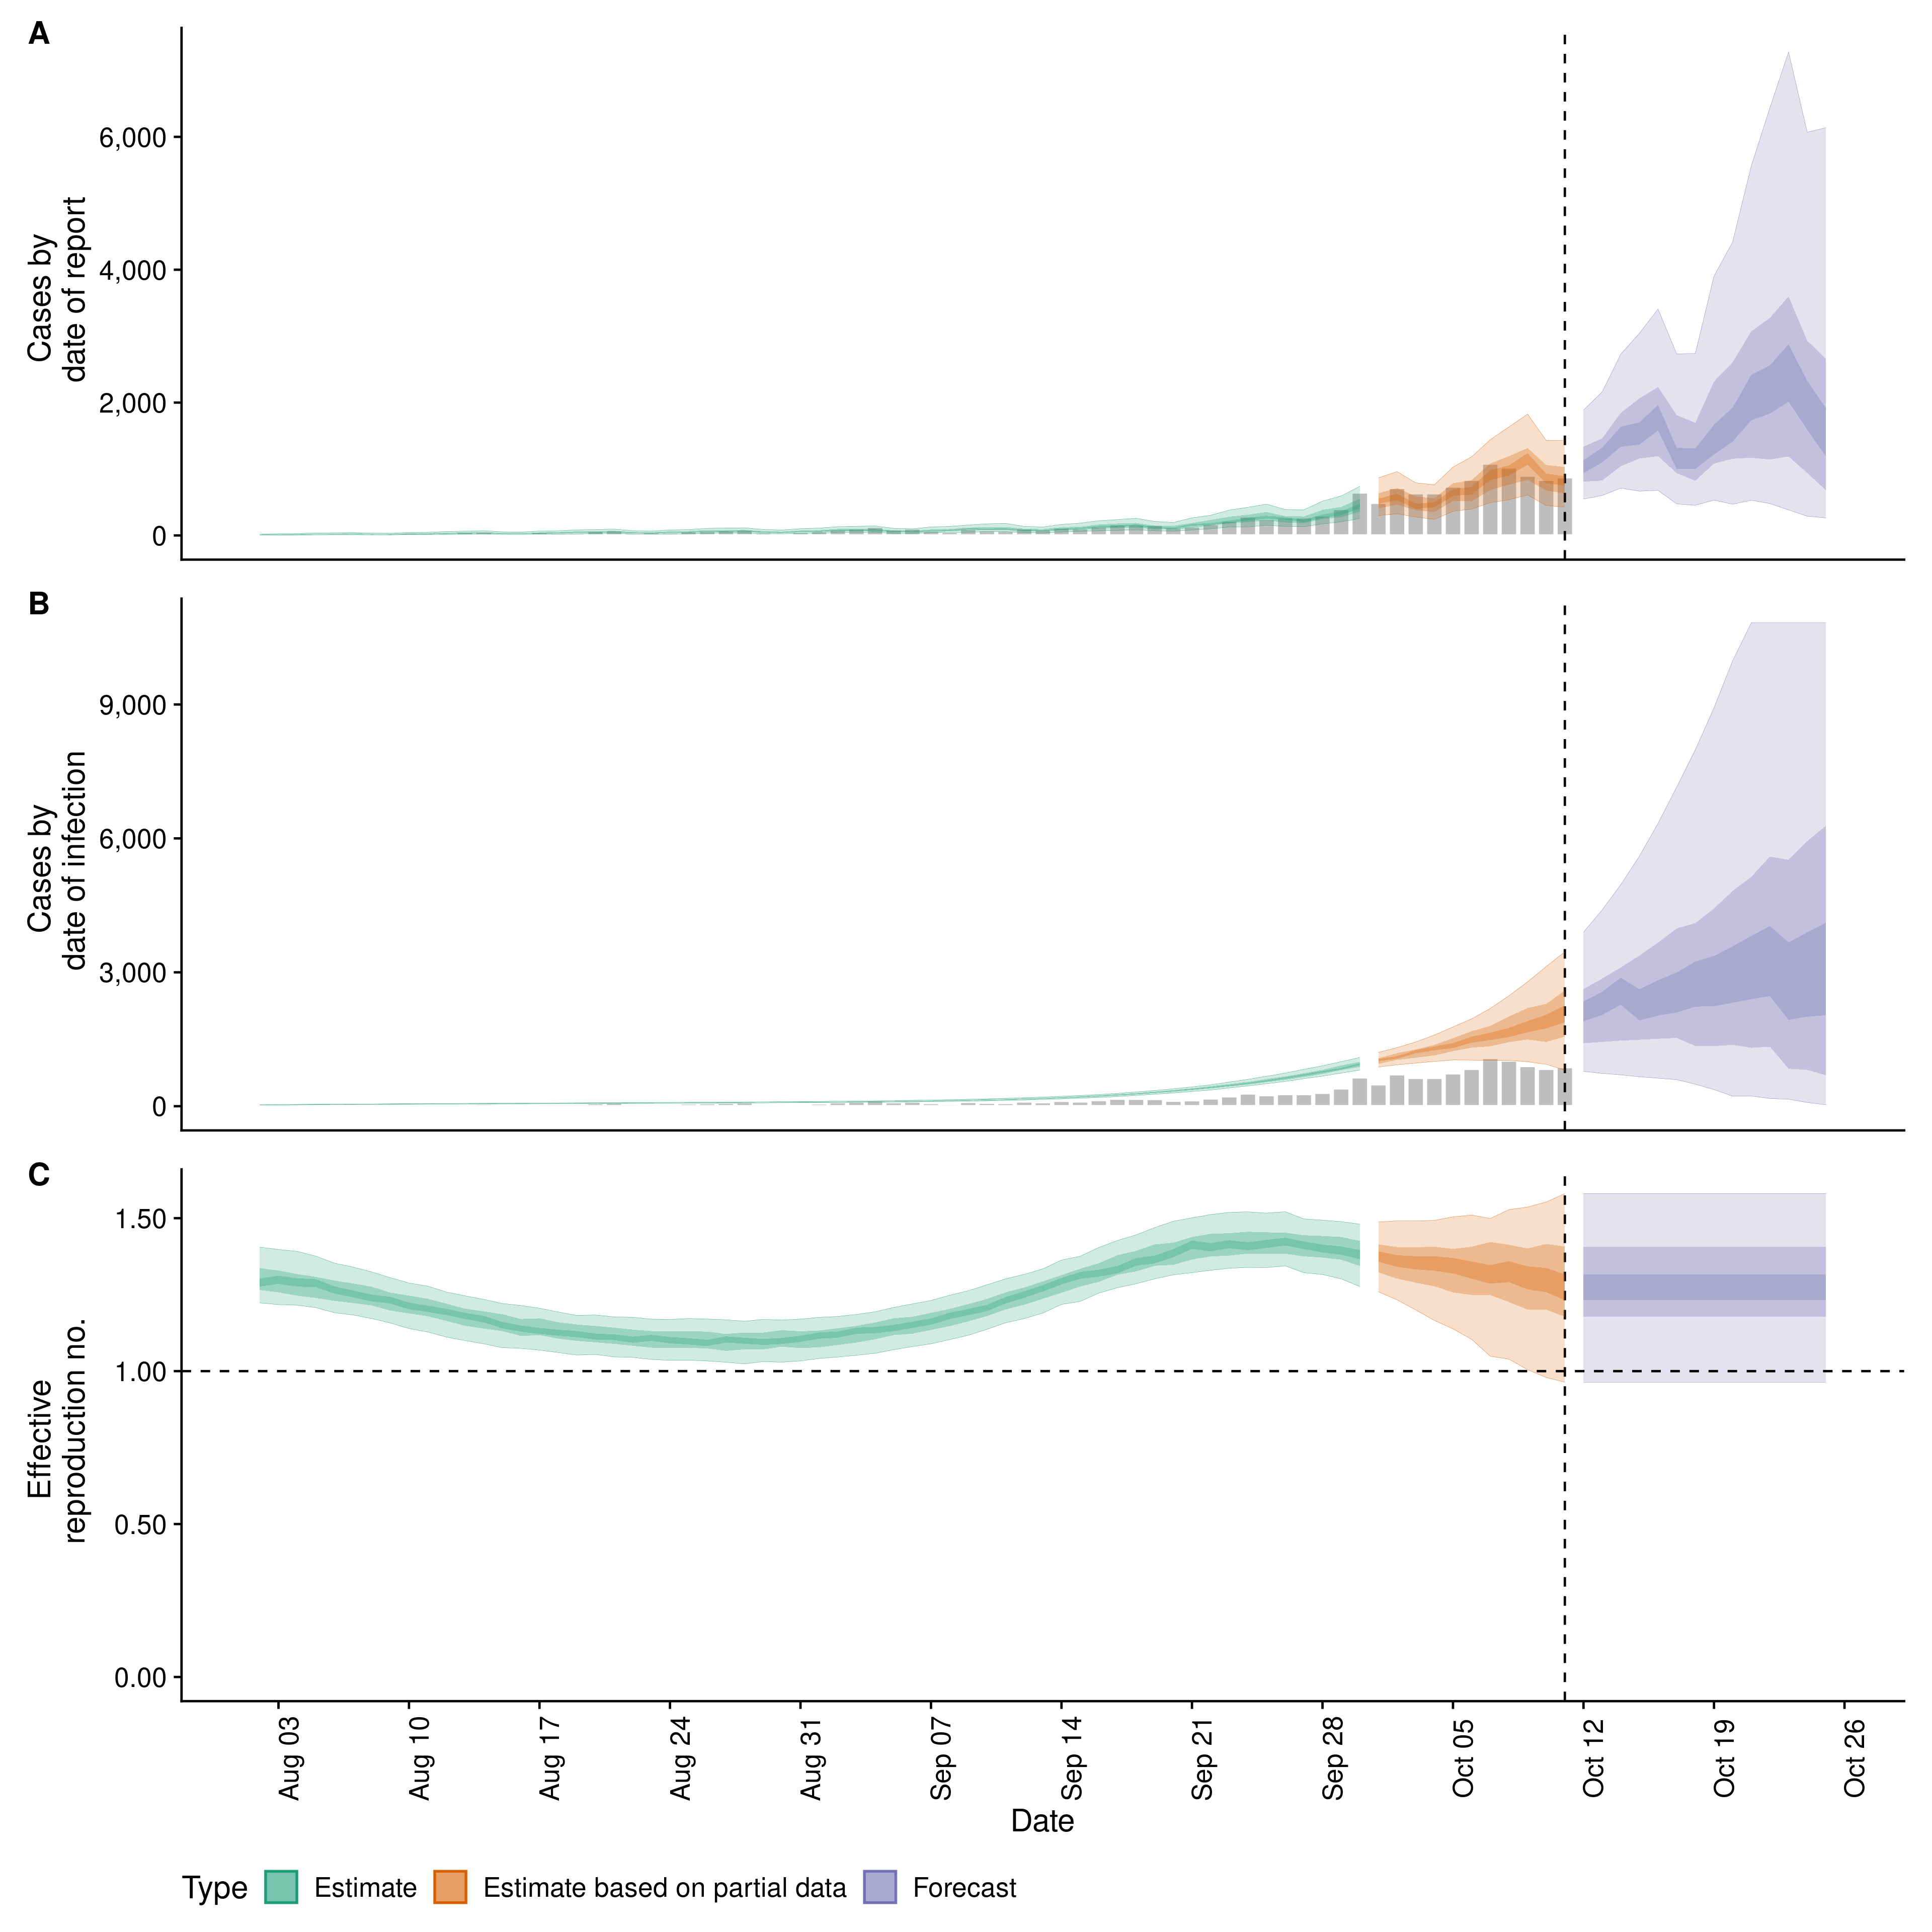 A
Cases by
date of report
6,000
4,000
2,000
0
B
Cases by
date of infection
9,000
6,000
3,000
0
C
Effective
reproduction no.
1.50
1.00
0.50
0.00
Aug 03
Aug 10
Aug 17
Aug 24
Aug 31
Sep 07
Sep 14
Sep 21
Sep 28
Oct 05
Oct 12
Oct 19
Oct 26
Date
Type Estimate Estimate based on partial data Forecast